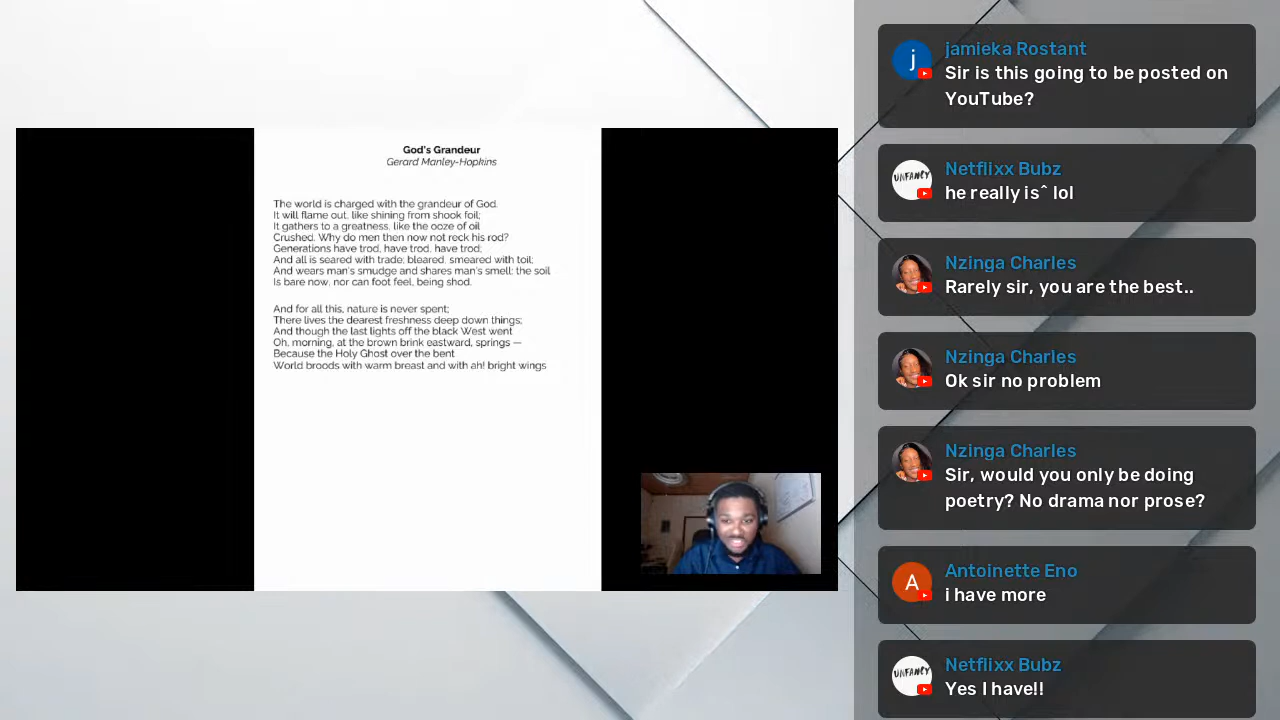 God's Grandeur
Gerard Manley-Hopkins
The world is charged with the grandeur of God.
It will flame out, like shining from shook foil;
It gathers to a greatness, like the ooze of oil
Crushed. Why do men then now not reck his rod?
Generations have trod, have trod, have trod;
And all is seared with trade; bleared, smeared with toil;
And wears man's smudge and shares man's smell: the soil
Is bare now, nor can foot feel, being shod.
And for all this, nature is never spent;
There lives the dearest freshness deep down things;
And though the last lights off the black West went
Oh, morning, at the brown brink eastward, springs —
Because the Holy Ghost over the bent
World broods with warm breast and with ah! bright wings
jamieka Rostant
Sir is this going to be posted on
YouTube?
Netflixx Bubz
he really is^ lol
Nzinga Charles
Rarely sir, you are the best..
Nzinga Charles
Ok sir no problem
Nzinga Charles
Sir, would you only be doing
poetry? No drama nor prose?
Antoinette Eno
i have more
Netflixx Bubz
Yes I have!!
j
UNFANCY
A
UNFANCY